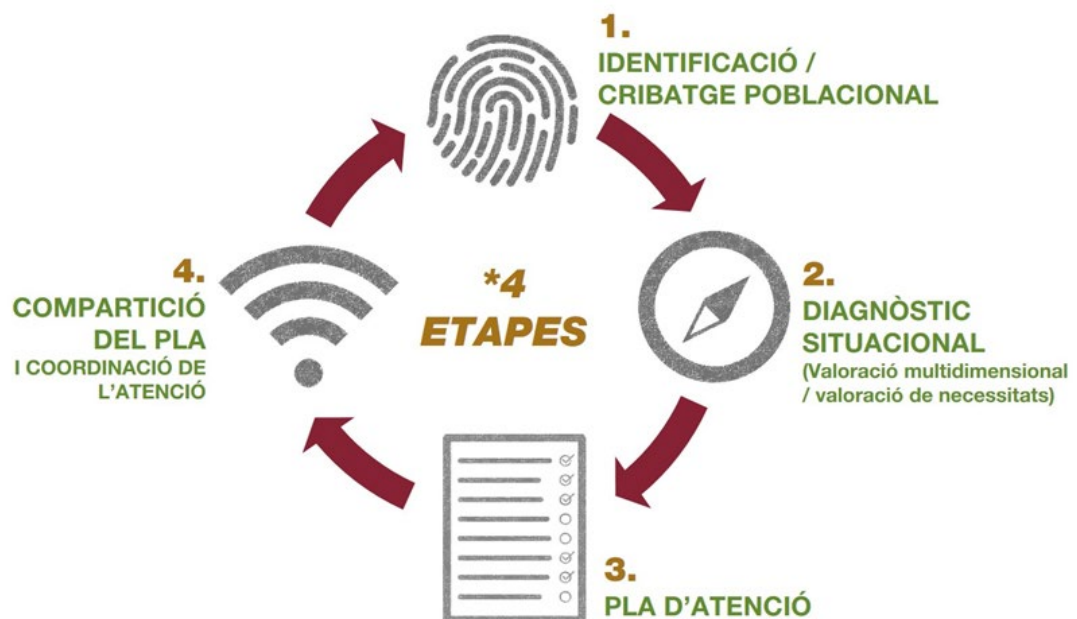 1.
IDENTIFICACIÓ /
CRIBATGE POBLACIONAL
2.
DIAGNÒSTIC
SITUACIONAL
(Valoració multidimensional
/ valoració de necessitats)
3.
PLA D’ATENCIÓ
4.
COMPARTICIÓ
DEL PLA
I COORDINACIÓ DE
L’ATENCIÓ
*4
ETAPES